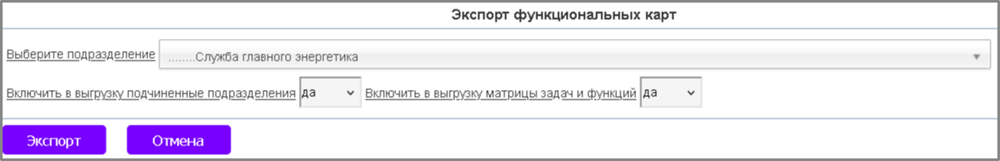 Экспорт функциональных карт
Выберите подразделение ........Служба главного энергетика
Включить в выгрузку подчиненные подразделения да Включить в выгрузку матрицы задач и функций да
Экспорт Отмена